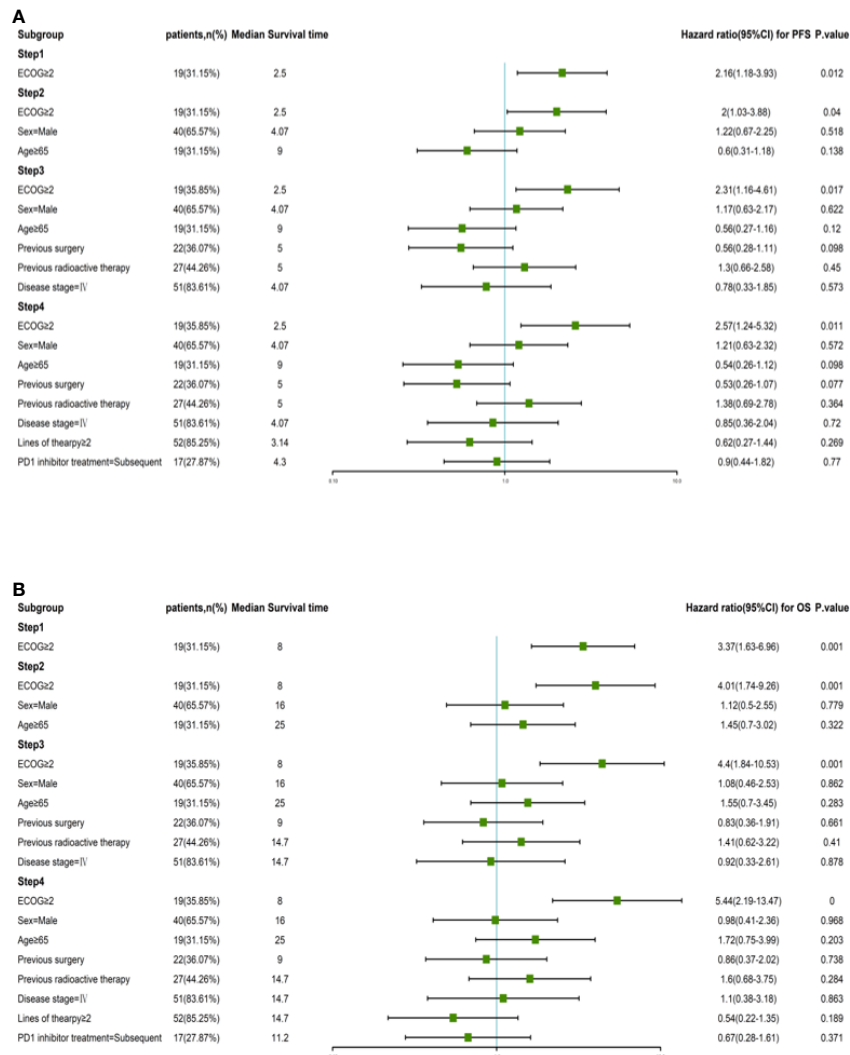 A
Subgroup patients,n(%) Median Survival time Hazard ratio(95%CI) for PFS P.value
Step1
ECOG≥2 19(31.15%) 2.5 2.16(1.18-3.93) 0.012
Step2
ECOG≥2 19(31.15%) 2.5 2(1.03-3.88) 0.04
Sex=Male 40(65.57%) 4.07 1.22(0.67-2.25) 0.518
Age≥65 19(31.15%) 9 0.6(0.31-1.18) 0.138
Step3
ECOG≥2 19(35.85%) 2.5 2.31(1.16-4.61) 0.017
Sex=Male 40(65.57%) 4.07 1.17(0.63-2.17) 0.622
Age≥65 19(31.15%) 9 0.56(0.27-1.16) 0.12
Previous surgery 22(36.07%) 5 0.56(0.28-1.11) 0.098
Previous radioactive therapy 27(44.26%) 5 1.3(0.66-2.58) 0.45
Disease stage=Ⅳ 51(83.61%) 4.07 0.78(0.33-1.85) 0.573
Step4
ECOG≥2 19(35.85%) 2.5 2.57(1.24-5.32) 0.011
Sex=Male 40(65.57%) 4.07 1.21(0.63-2.32) 0.572
Age≥65 19(31.15%) 9 0.54(0.26-1.12) 0.098
Previous surgery 22(36.07%) 5 0.53(0.26-1.07) 0.077
Previous radioactive therapy 27(44.26%) 5 1.38(0.69-2.78) 0.364
Disease stage=Ⅳ 51(83.61%) 4.07 0.85(0.36-2.04) 0.72
Lines of thearpy≥2 52(85.25%) 3.14 0.62(0.27-1.44) 0.269
PD1 inhibitor treatment=Subsequent 17(27.87%) 4.3 0.9(0.44-1.82) 0.77
1.0 10.0
B
Subgroup patients,n(%) Median Survival time Hazard ratio(95%CI) for OS P.value
Step1
ECOG≥2 19(31.15%) 8 3.37(1.63-6.96) 0.001
Step2
ECOG≥2 19(31.15%) 8 4.01(1.74-9.26) 0.001
Sex=Male 40(65.57%) 16 1.12(0.5-2.55) 0.779
Age≥65 19(31.15%) 25 1.45(0.7-3.02) 0.322
Step3
ECOG≥2 19(35.85%) 8 4.4(1.84-10.53) 0.001
Sex=Male 40(65.57%) 16 1.08(0.46-2.53) 0.862
Age≥65 19(31.15%) 25 1.55(0.7-3.45) 0.283
Previous surgery 22(36.07%) 9 0.83(0.36-1.91) 0.661
Previous radioactive therapy 27(44.26%) 14.7 1.41(0.62-3.22) 0.41
Disease stage=Ⅳ 51(83.61%) 14.7 0.92(0.33-2.61) 0.878
Step4
ECOG≥2 19(35.85%) 8 5.44(2.19-13.47) 0
Sex=Male 40(65.57%) 16 0.98(0.41-2.36) 0.968
Age≥65 19(31.15%) 25 1.72(0.75-3.99) 0.203
Previous surgery 22(36.07%) 9 0.86(0.37-2.02) 0.738
Previous radioactive therapy 27(44.26%) 14.7 1.6(0.68-3.75) 0.284
Disease stage=Ⅳ 51(83.61%) 14.7 1.1(0.38-3.18) 0.863
Lines of thearpy≥2 52(85.25%) 14.7 0.54(0.22-1.35) 0.189
PD1 inhibitor treatment=Subsequent 17(27.87%) 11.2 0.67(0.28-1.61) 0.371